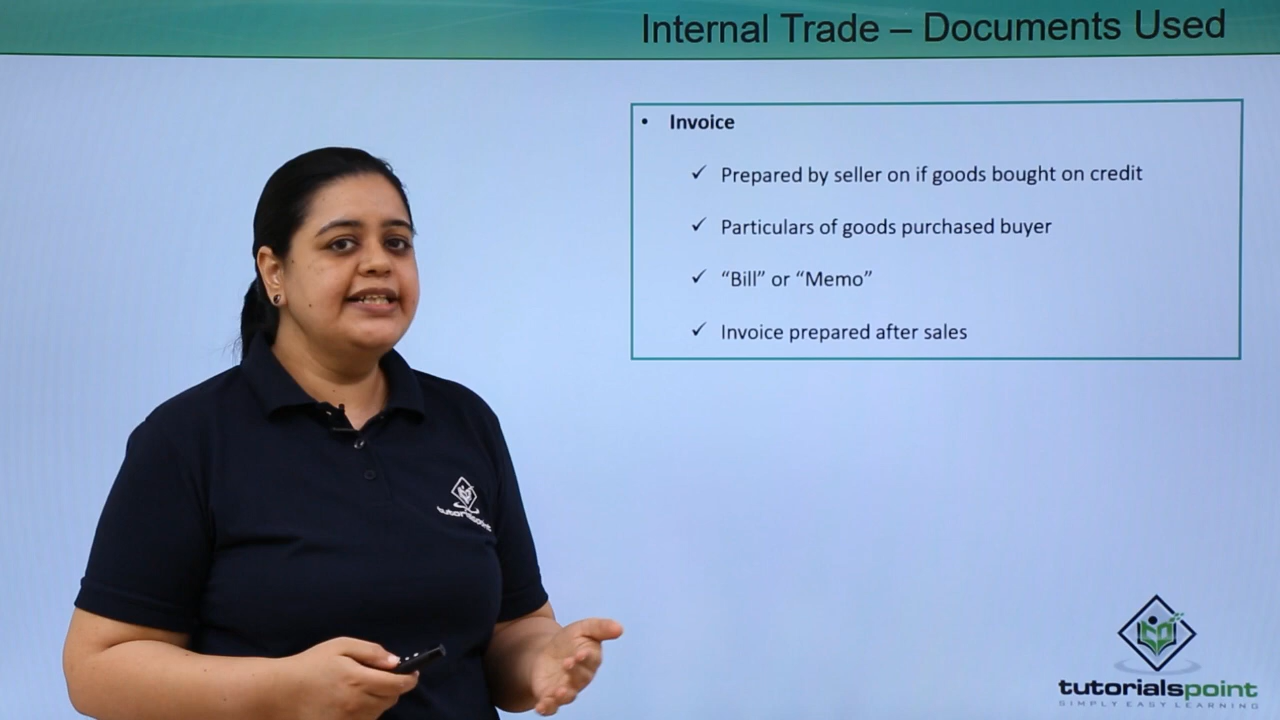 Internal Trade – Documents Used
• Invoice
✓ Prepared by seller on if goods bought on credit
✓ Particulars of goods purchased buyer
✓ “Bill” or “Memo”
✓ Invoice prepared after sales
tutorialspoint
tutorialspoint
SIMPLY EASY LEARNING